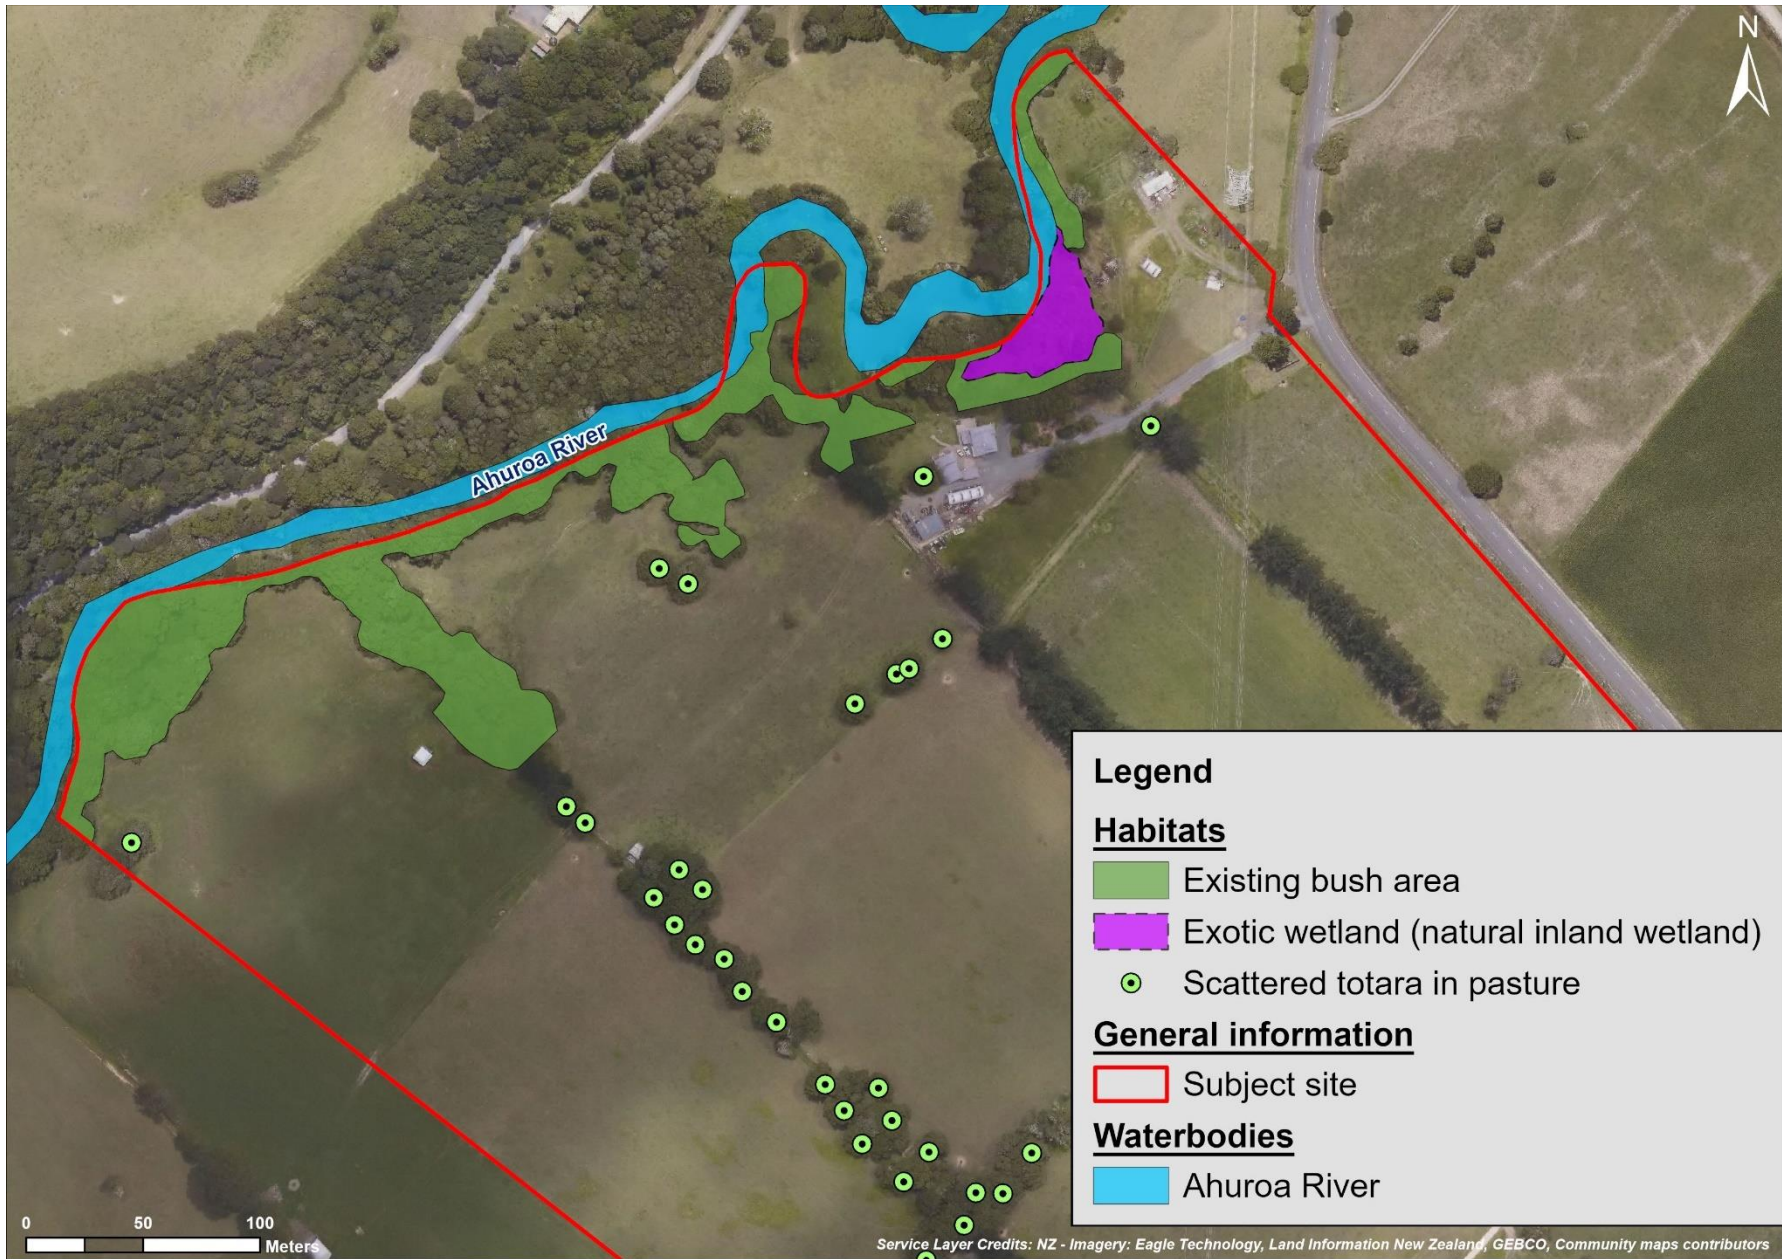 N
Ahuroa River
Legend
Habitats
Existing bush area
Exotic wetland (natural inland wetland)
Scattered totara in pasture
General information
Subject site
Waterbodies
Ahuroa River
0 50 100
Meters
Service Layer Credits: NZ - Imagery: Eagle Technology, Land Information New Zealand, GEBCO, Community maps contributors